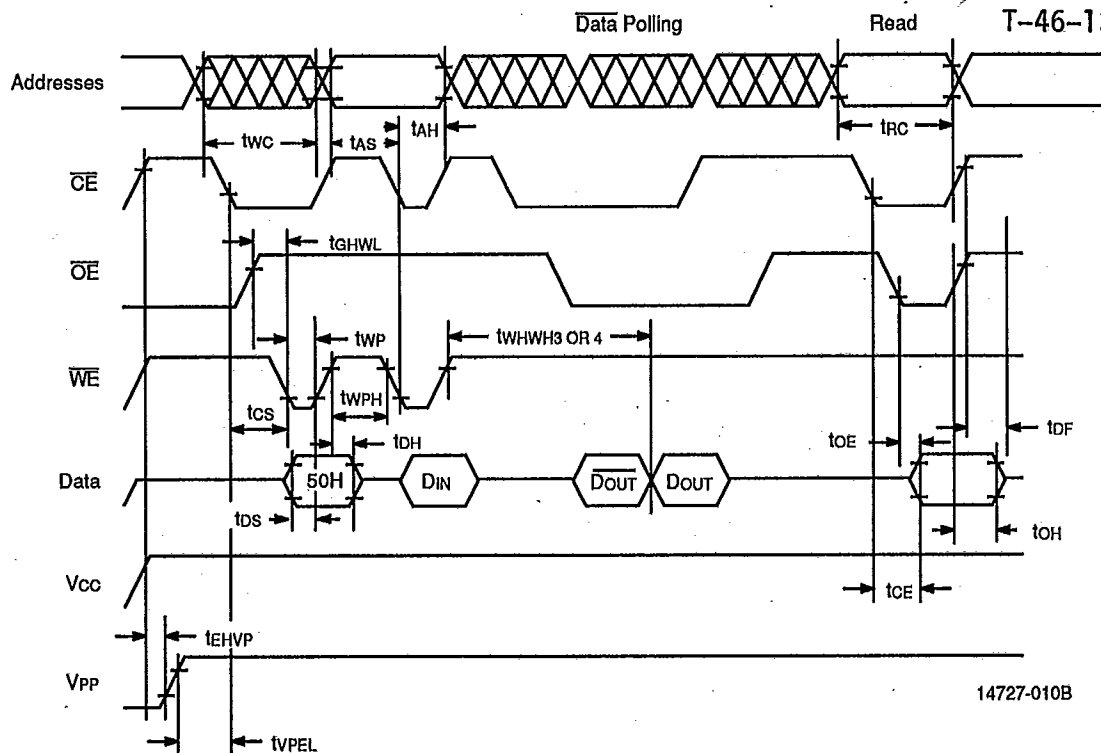 Data Polling
Read
T-46-1
Addresses
tWC
tAS
tAH
tRC
CE
tGHWL
OE
tWP
tWHWH3 OR 4
WE
tCS
tWPH
tDH
tOE
tDF
Data
50H
DIN
DOUT
DOUT
tDS
tOH
VCC
tCE
tEHVP
VPP
14727-010B
tVPEL